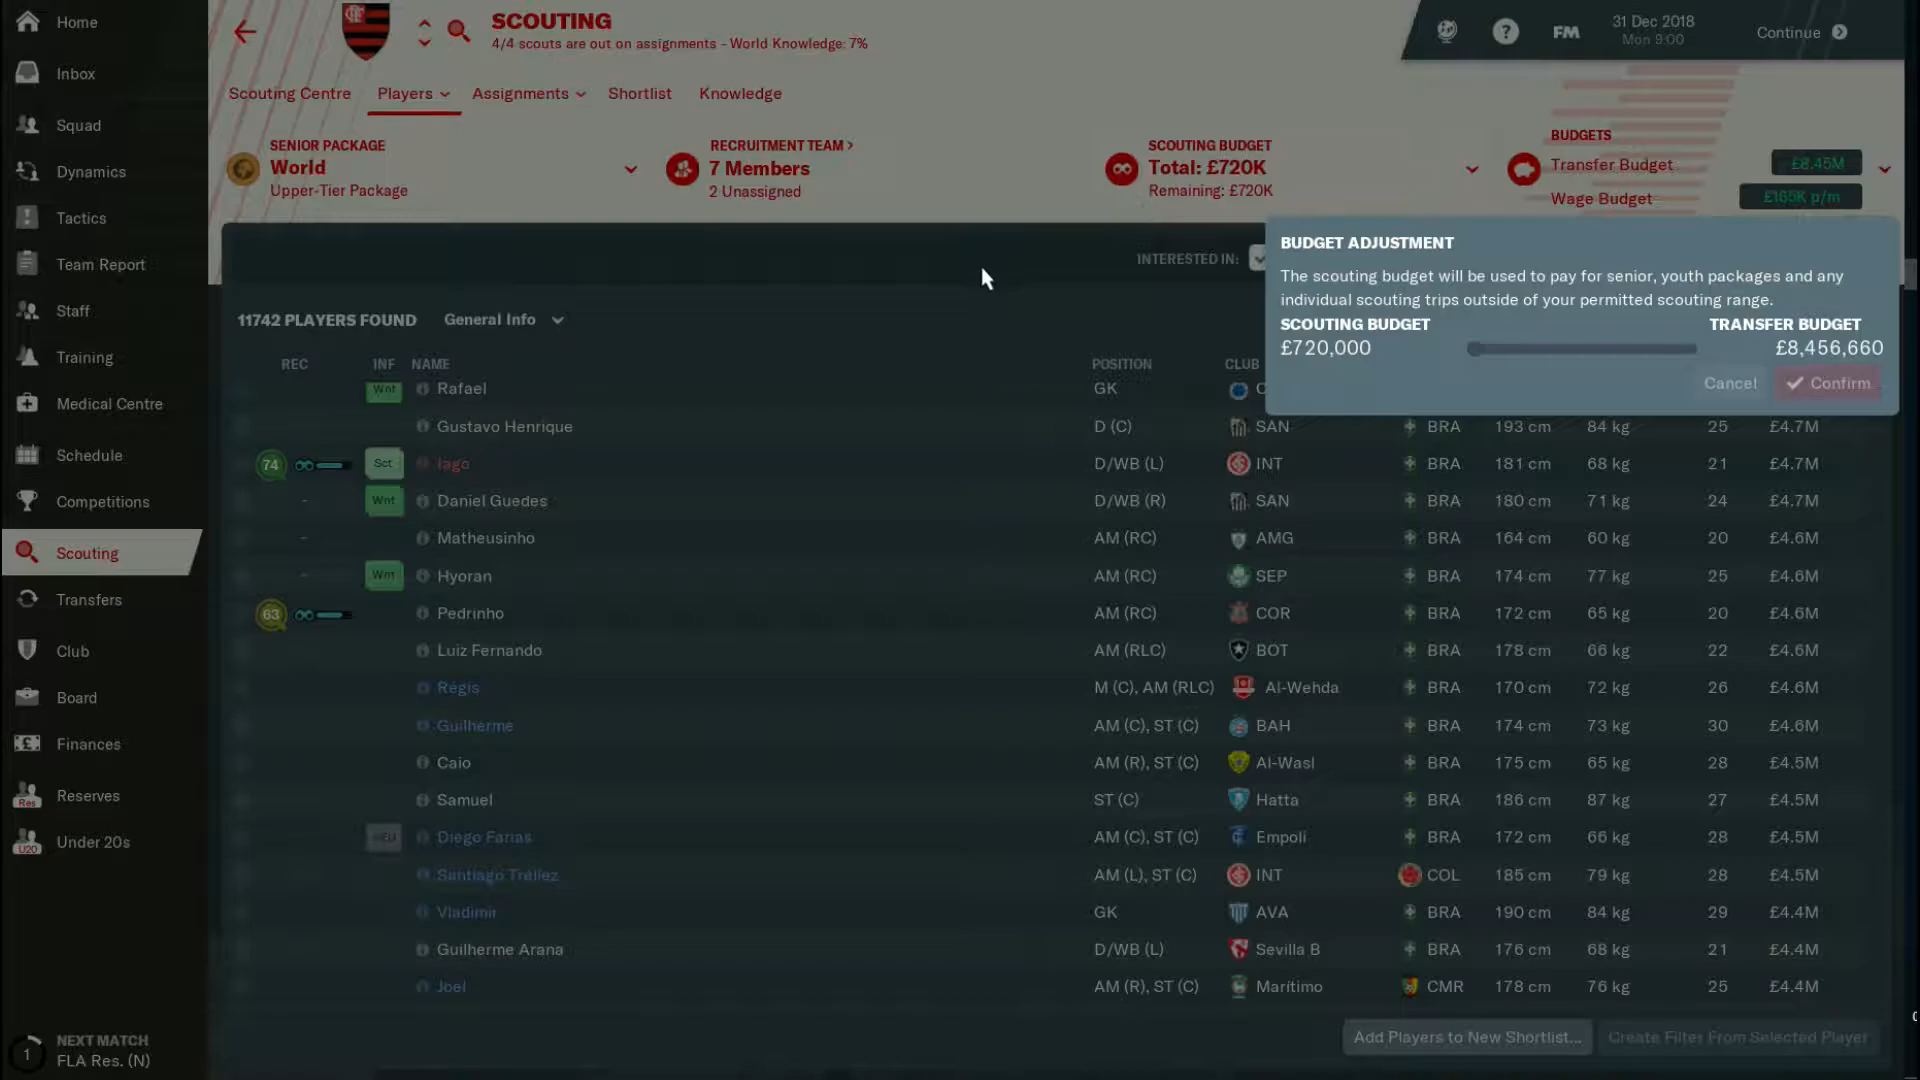 Home
Inbox
Squad
Dynamics
Tactics
Team Report
Staff
Training
Medical Centre
Schedule
Competitions
Scouting
Transfers
Club
Board
Finances
Res
Reserves
U20
Under 20s
1
NEXT MATCH
FLA Res. (N)
SCOUTING
4/4 scouts are out on assignments - World Knowledge: 7%
?
FM
31 Dec 2018
Mon 9:00
Continue
Scouting Centre Players Assignments Shortlist Knowledge
SENIOR PACKAGE
World
Upper-Tier Package
RECRUITMENT TEAM >
7 Members
2 Unassigned
SCOUTING BUDGET
Total: £720K
Remaining: £720K
BUDGETS
Transfer Budget £8.45M
Wage Budget £165K p/m
INTERESTED IN:
BUDGET ADJUSTMENT
The scouting budget will be used to pay for senior, youth packages and any
individual scouting trips outside of your permitted scouting range.
SCOUTING BUDGET TRANSFER BUDGET
£720,000 £8,456,660
Cancel Confirm
11742 PLAYERS FOUND General Info
REC INF NAME POSITION CLUB
Wnt Rafael GK C
Gustavo Henrique D (C) SAN BRA 193 cm 84 kg 25 £4.7M
74 Sct Iago D/WB (L) INT BRA 181 cm 68 kg 21 £4.7M
- Wnt Daniel Guedes D/WB (R) SAN BRA 180 cm 71 kg 24 £4.7M
- Matheusinho AM (RC) AMG BRA 164 cm 60 kg 20 £4.6M
- Wnt Hyoran AM (RC) SEP BRA 174 cm 77 kg 25 £4.6M
63 Pedrinho AM (RC) COR BRA 172 cm 65 kg 20 £4.6M
Luiz Fernando AM (RLC) BOT BRA 178 cm 66 kg 22 £4.6M
Régis M (C), AM (RLC) Al-Wehda BRA 170 cm 72 kg 26 £4.6M
Guilherme AM (C), ST (C) BAH BRA 174 cm 73 kg 30 £4.6M
Caio AM (R), ST (C) Al-Wasl BRA 175 cm 65 kg 28 £4.5M
Samuel ST (C) Hatta BRA 186 cm 87 kg 27 £4.5M
Diego Farias AM (C), ST (C) Empoli BRA 172 cm 66 kg 28 £4.5M
Santiago Tréllez AM (L), ST (C) INT COL 185 cm 79 kg 28 £4.5M
Vladimir GK AVA BRA 190 cm 84 kg 29 £4.4M
Guilherme Arana D/WB (L) Sevilla B BRA 176 cm 68 kg 21 £4.4M
Joel AM (R), ST (C) Marítimo CMR 178 cm 76 kg 25 £4.4M
Add Players to New Shortlist... Create Filter From Selected Player